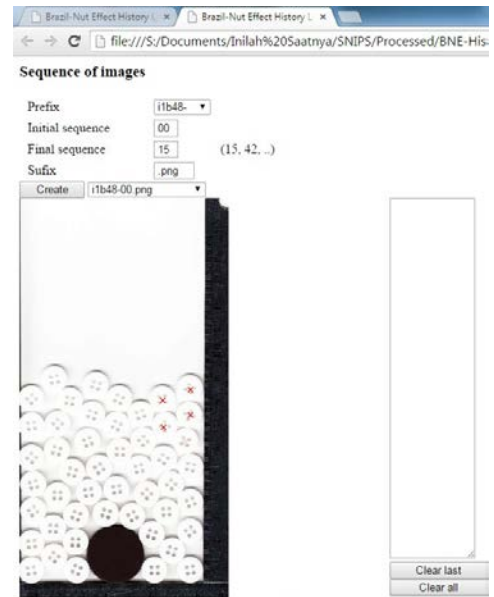 Brazil-Nut Effect History L × Brazil-Nut Effect History L ×
file:///S:/Documents/Inilah%20Saatnya/SNIPS/Processed/BNE-His
Sequence of images
Prefix i1b48-
Initial sequence 00
Final sequence 15 (15, 42, ..)
Sufix .png
Create i1b48-00.png
Clear last
Clear all